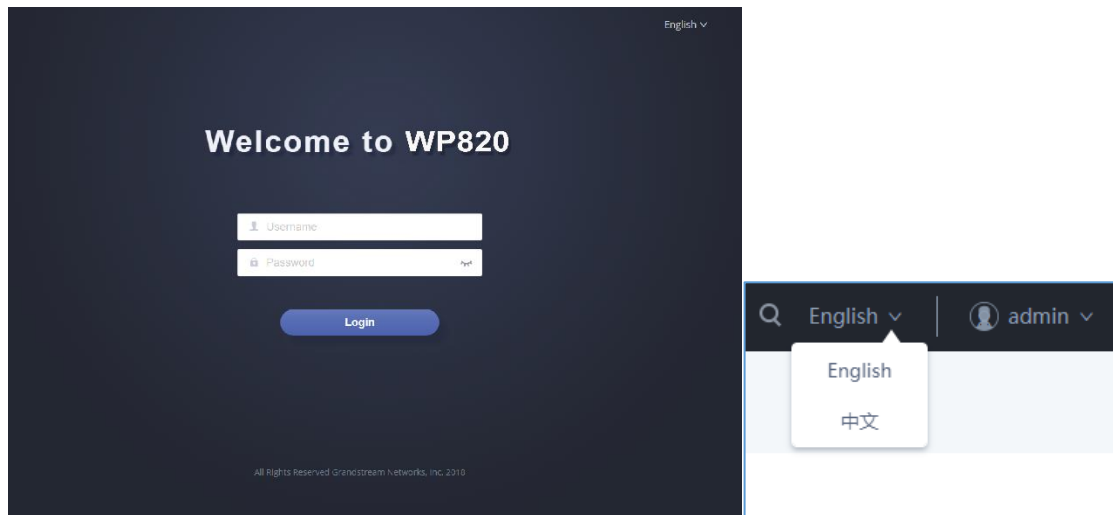 English
Welcome to WP820
Username
Password
Login
All Rights Reserved Grandstream Networks, Inc. 2018
English
admin
English
中文